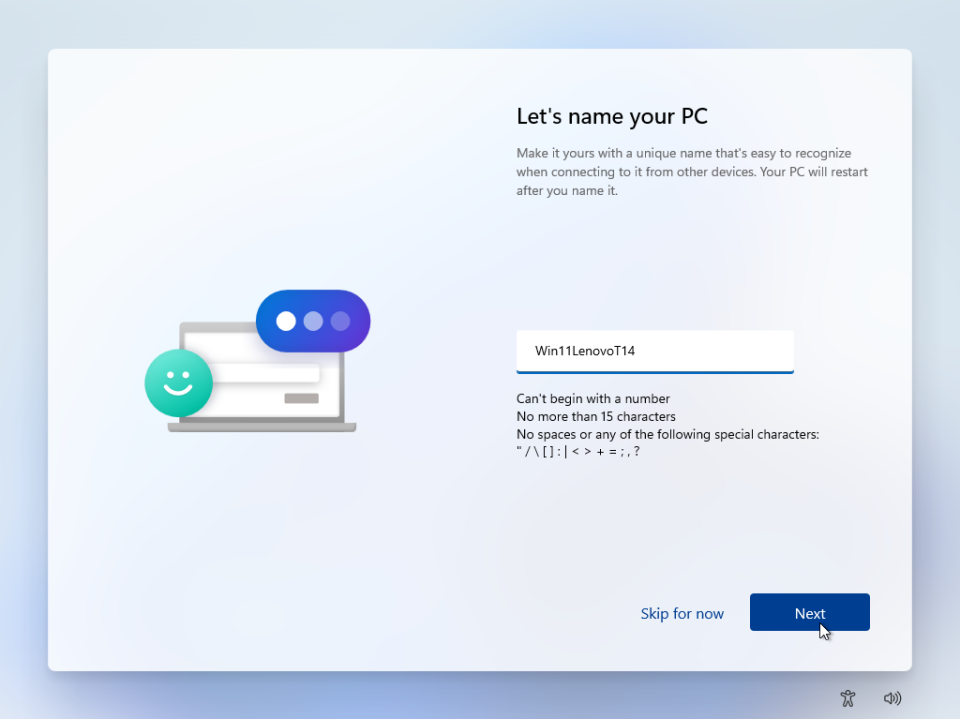 Let's name your PC
Make it yours with a unique name that's easy to recognize
when connecting to it from other devices. Your PC will restart
after you name it.
Win11LenovoT14
Can't begin with a number
No more than 15 characters
No spaces or any of the following special characters:
" / \ [ ] : | < > + = ; , ?
Skip for now
Next